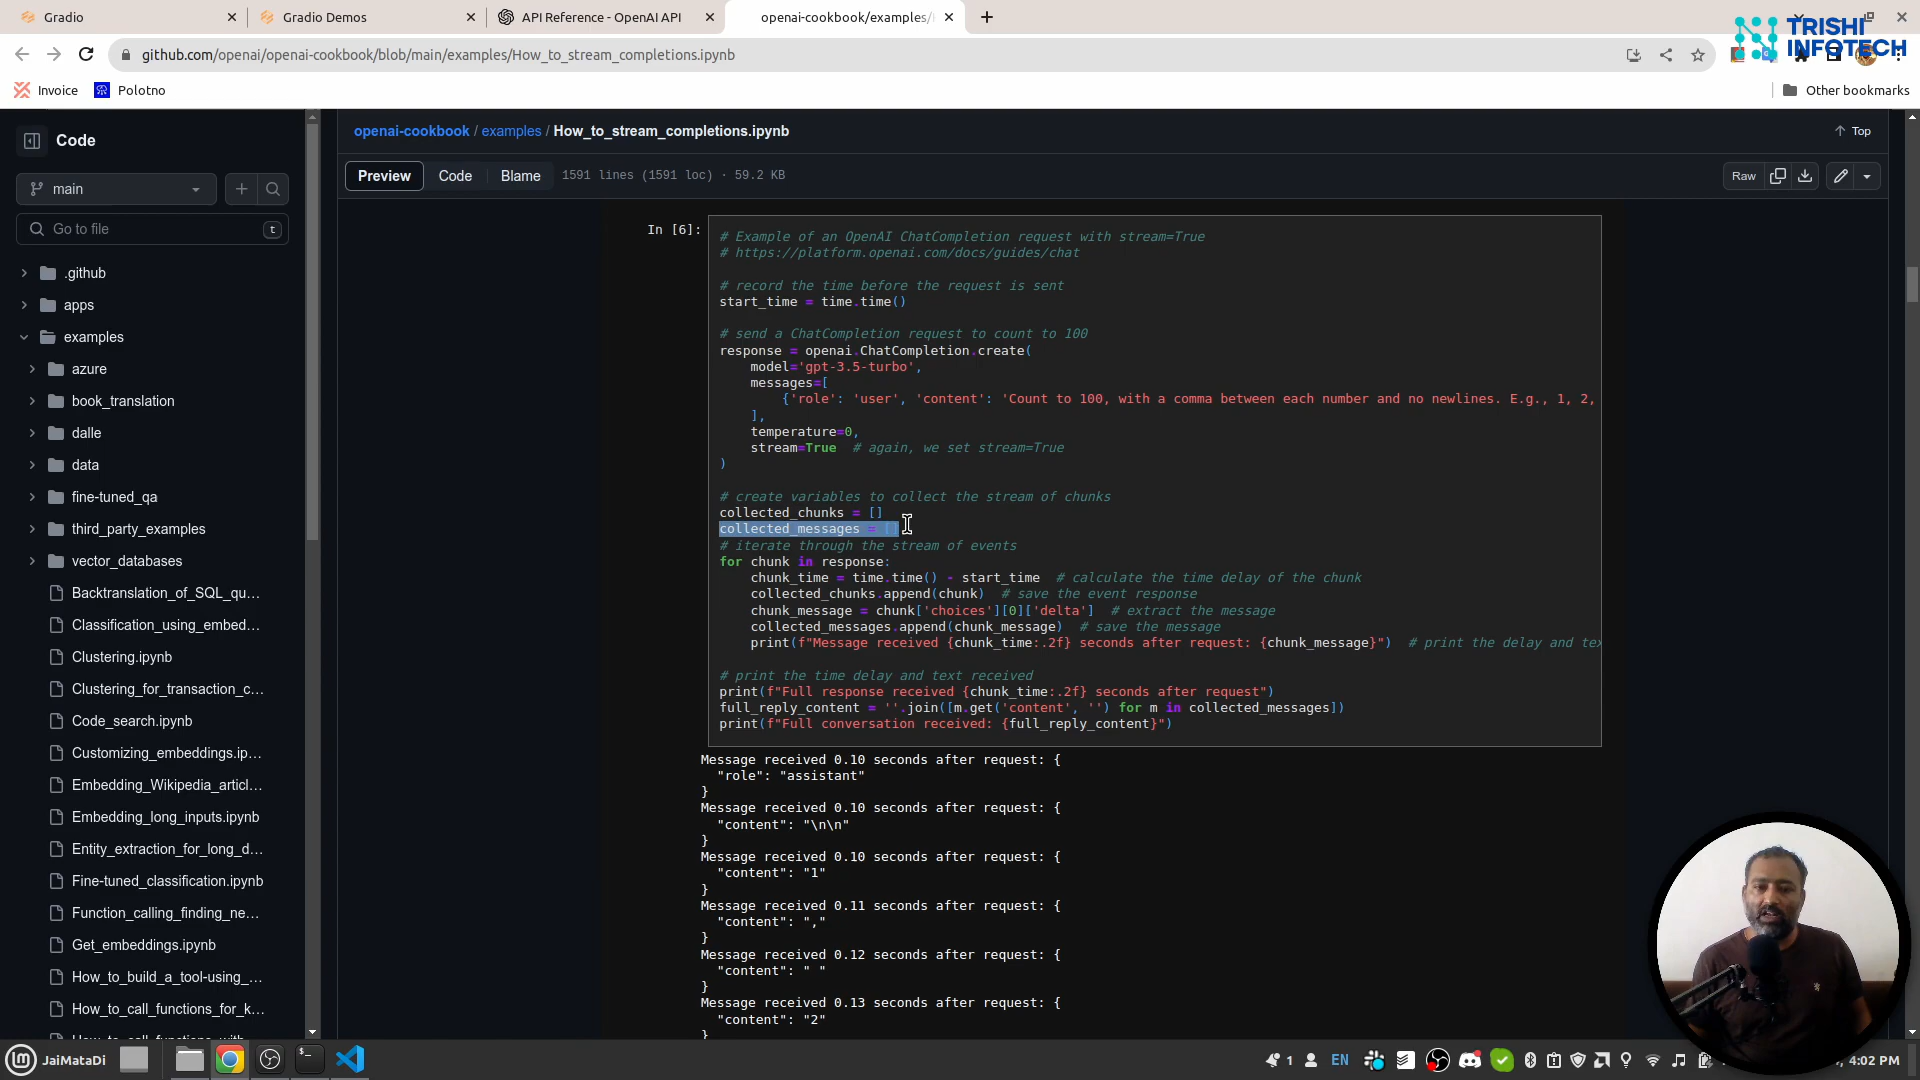 Gradio
Gradio Demos
API Reference - OpenAI API
openai-cookbook/examples/
github.com/openai/openai-cookbook/blob/main/examples/How_to_stream_completions.ipynb
TRISHI
INFOTECH
Invoice
Polotno
Other bookmarks
Code
main
Go to file
t
.github
apps
examples
azure
book_translation
dalle
data
fine-tuned_qa
third_party_examples
vector_databases
Backtranslation_of_SQL_qu...
Classification_using_embed...
Clustering.ipynb
Clustering_for_transaction_c...
Code_search.ipynb
Customizing_embeddings.ip...
Embedding_Wikipedia_articl...
Embedding_long_inputs.ipynb
Entity_extraction_for_long_d...
Fine-tuned_classification.ipynb
Function_calling_finding_ne...
Get_embeddings.ipynb
How_to_build_a_tool-using_...
How_to_call_functions_for_k...
openai-cookbook / examples / How_to_stream_completions.ipynb
Top
Preview
Code
Blame
1591 lines (1591 loc) · 59.2 KB
Raw
In [6]:
# Example of an OpenAI ChatCompletion request with stream=True
# https://platform.openai.com/docs/guides/chat
# record the time before the request is sent
start_time = time.time()
# send a ChatCompletion request to count to 100
response = openai.ChatCompletion.create(
model='gpt-3.5-turbo',
messages=[
{'role': 'user', 'content': 'Count to 100, with a comma between each number and no newlines. E.g., 1, 2,
],
temperature=0,
stream=True # again, we set stream=True
)
# create variables to collect the stream of chunks
collected_chunks = []
collected_messages = []
# iterate through the stream of events
for chunk in response:
chunk_time = time.time() - start_time # calculate the time delay of the chunk
collected_chunks.append(chunk) # save the event response
chunk_message = chunk['choices'][0]['delta'] # extract the message
collected_messages.append(chunk_message) # save the message
print(f"Message received {chunk_time:.2f} seconds after request: {chunk_message}") # print the delay and tex
# print the time delay and text received
print(f"Full response received {chunk_time:.2f} seconds after request")
full_reply_content = ''.join([m.get('content', '') for m in collected_messages])
print(f"Full conversation received: {full_reply_content}")
Message received 0.10 seconds after request: {
"role": "assistant"
}
Message received 0.10 seconds after request: {
"content": "\n\n"
}
Message received 0.10 seconds after request: {
"content": "1"
}
Message received 0.11 seconds after request: {
"content": ","
}
Message received 0.12 seconds after request: {
"content": " "
}
Message received 0.13 seconds after request: {
"content": "2"
}
JaiMataDi
1
EN
4:02 PM